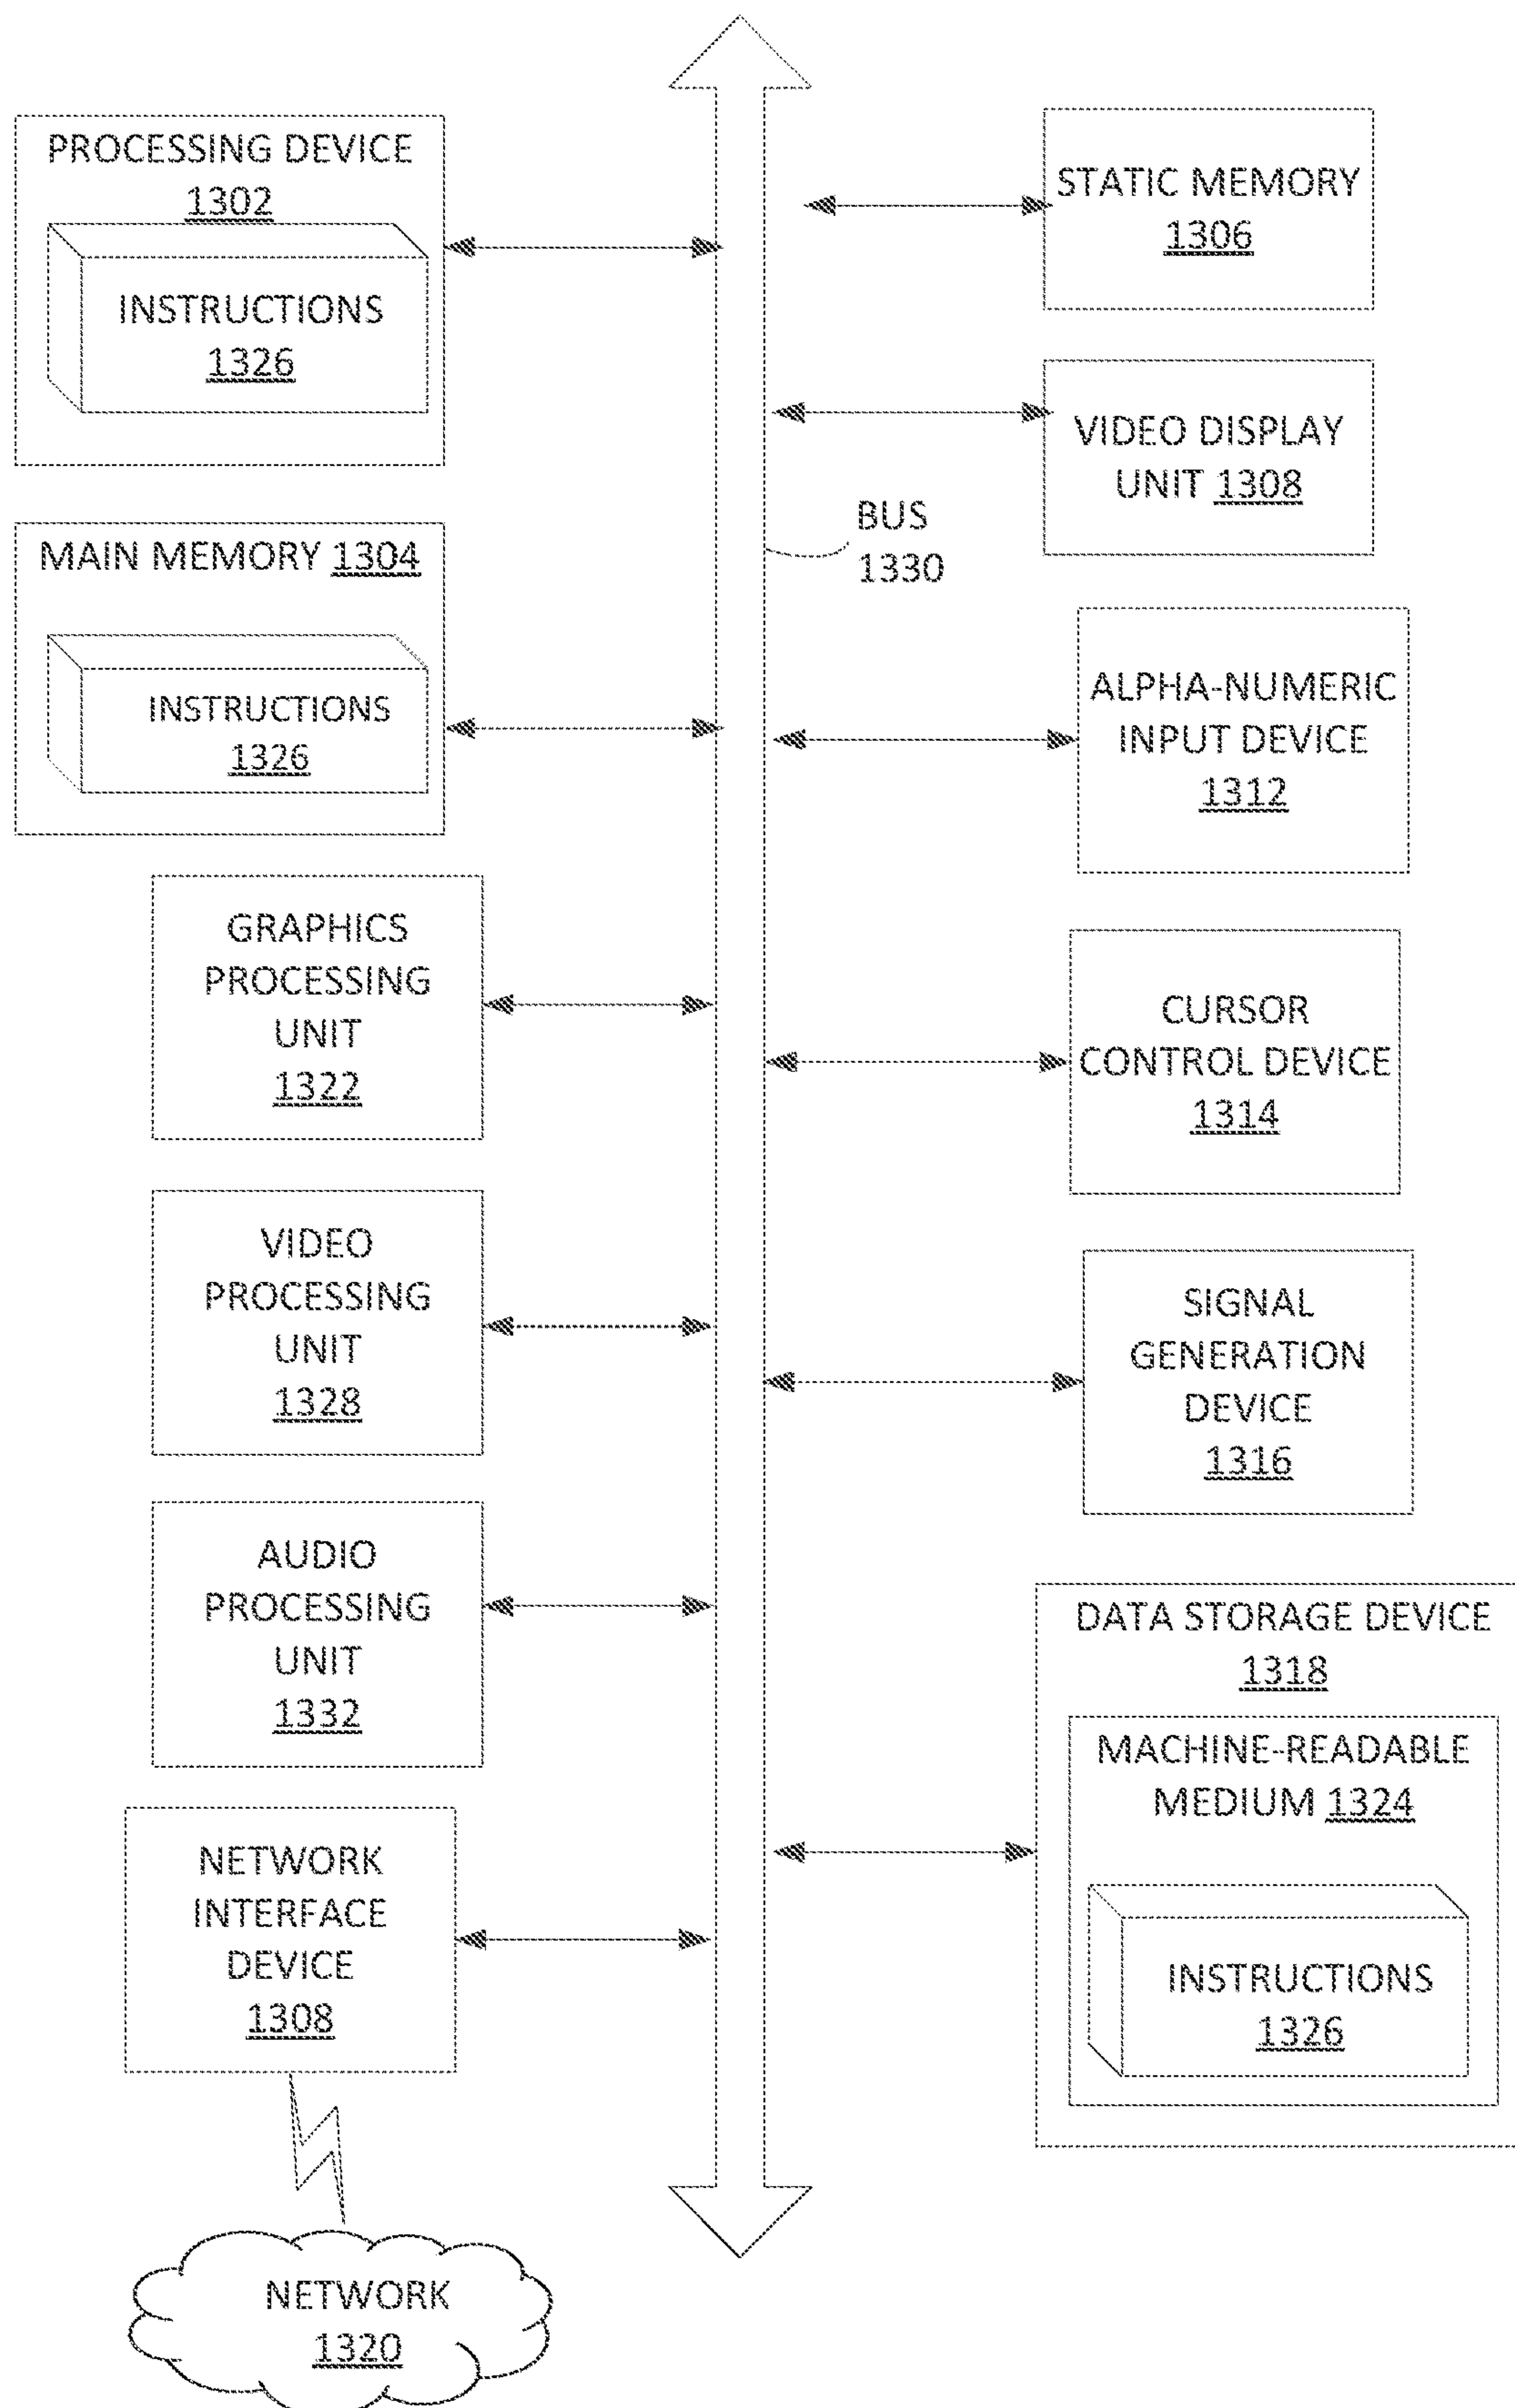 PROCESSING DEVICE
1302
INSTRUCTIONS
1326
MAIN MEMORY 1304
INSTRUCTIONS
1326
GRAPHICS
PROCESSING
UNIT
1322
VIDEO
PROCESSING
UNIT
1328
AUDIO
PROCESSING
UNIT
1332
NETWORK
INTERFACE
DEVICE
1308
NETWORK
1320
BUS
1330
STATIC MEMORY
1306
VIDEO DISPLAY
UNIT 1308
ALPHA-NUMERIC
INPUT DEVICE
1312
CURSOR
CONTROL DEVICE
1314
SIGNAL
GENERATION
DEVICE
1316
DATA STORAGE DEVICE
1318
MACHINE-READABLE
MEDIUM 1324
INSTRUCTIONS
1326